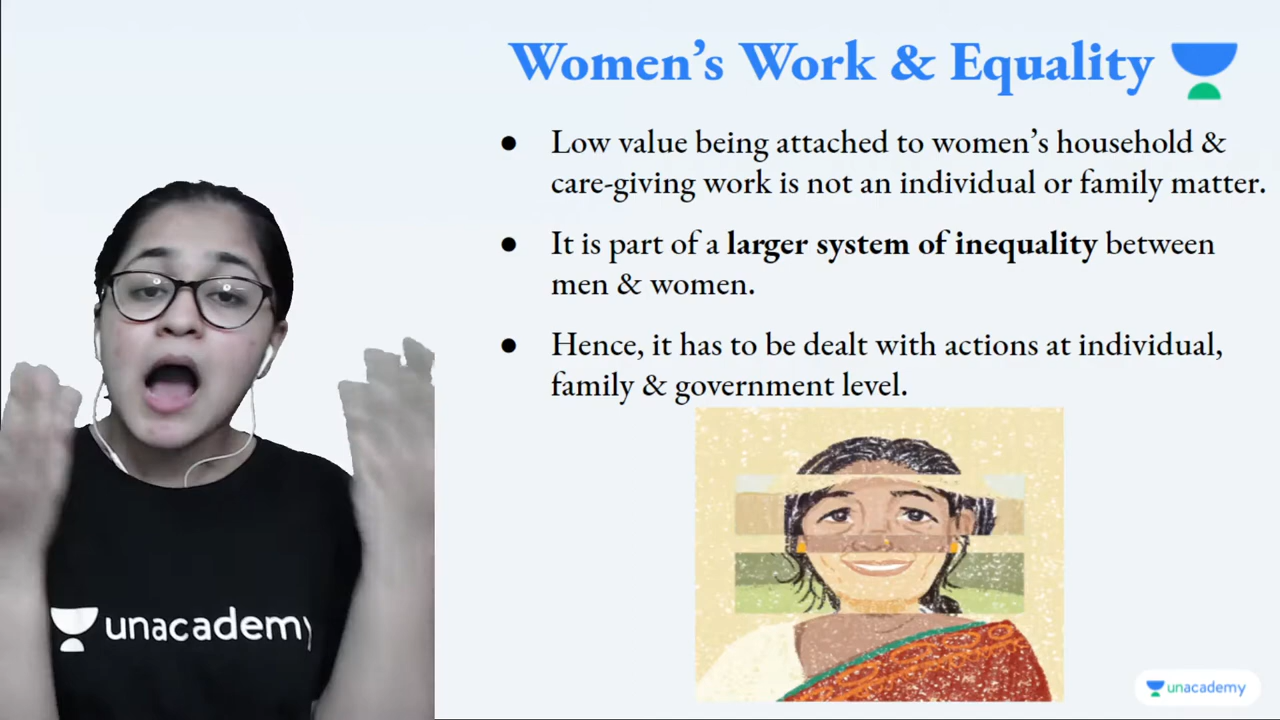 Women's Work & Equality
● Low value being attached to women's household &
care-giving work is not an individual or family matter.
● It is part of a larger system of inequality between
men & women.
● Hence, it has to be dealt with actions at individual,
family & government level.
unacademy
unacademy